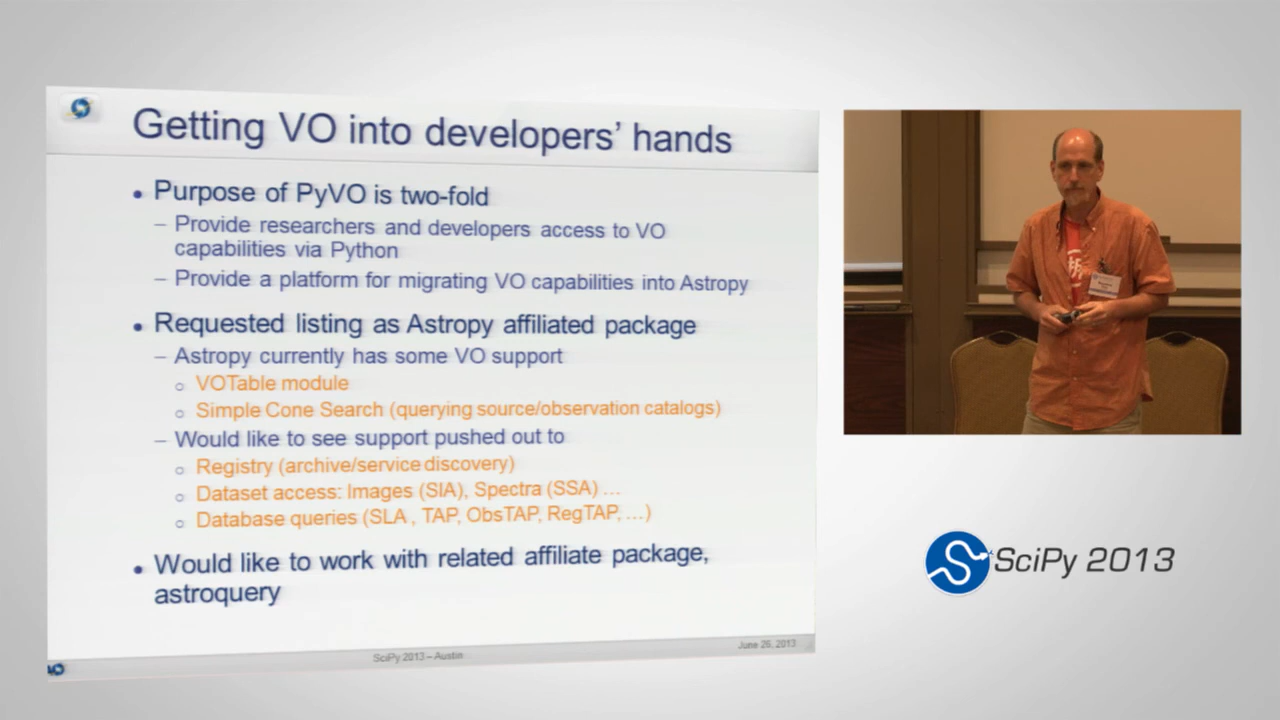 Getting VO into developers' hands
• Purpose of PyVO is two-fold
– Provide researchers and developers access to VO
capabilities via Python
– Provide a platform for migrating VO capabilities into Astropy
• Requested listing as Astropy affiliated package
– Astropy currently has some VO support
○ VOTable module
○ Simple Cone Search (querying source/observation catalogs)
– Would like to see support pushed out to
○ Registry (archive/service discovery)
○ Dataset access: Images (SIA), Spectra (SSA) …
○ Database queries (SLA , TAP, ObsTAP, RegTAP, …)
• Would like to work with related affiliate package,
astroquery
SciPy 2013 – Austin
June 26, 2013
SciPy 2013